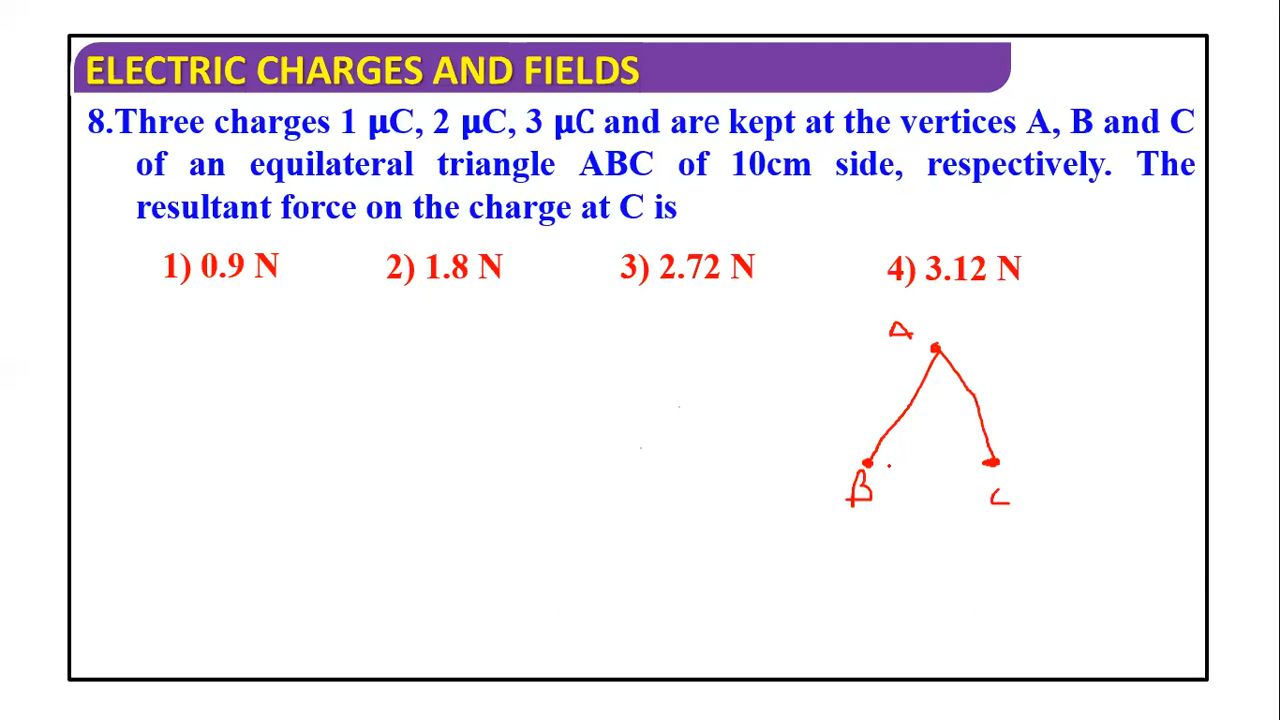 ELECTRIC CHARGES AND FIELDS
8.Three charges 1 μC, 2 μC, 3 μC and are kept at the vertices A, B and C
of an equilateral triangle ABC of 10cm side, respectively. The
resultant force on the charge at C is
1) 0.9 N 2) 1.8 N 3) 2.72 N 4) 3.12 N
A
B C